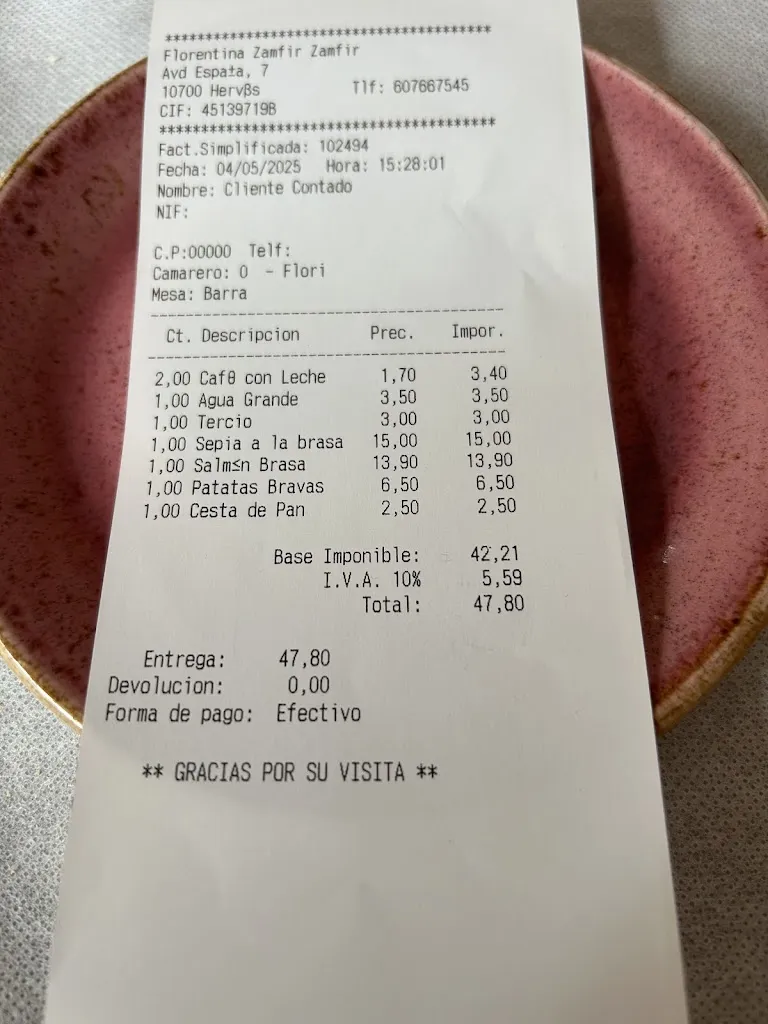 ****************************************
Florentina Zamfir Zamfir
Avd Espa±a, 7
10700 Hervβs Tlf: 607667545
CIF: 45139719B
****************************************
Fact.Simplificada: 102494
Fecha: 04/05/2025 Hora: 15:28:01
Nombre: Cliente Contado
NIF:
C.P:00000 Telf:
Camarero: 0 - Flori
Mesa: Barra
Ct. Descripcion Prec. Impor.
2,00 Cafθ con Leche 1,70 3,40
1,00 Agua Grande 3,50 3,50
1,00 Tercio 3,00 3,00
1,00 Sepia a la brasa 15,00 15,00
1,00 Salm≤n Brasa 13,90 13,90
1,00 Patatas Bravas 6,50 6,50
1,00 Cesta de Pan 2,50 2,50
Base Imponible: 42,21
I.V.A. 10% 5,59
Total: 47,80
Entrega: 47,80
Devolucion: 0,00
Forma de pago: Efectivo
** GRACIAS POR SU VISITA **